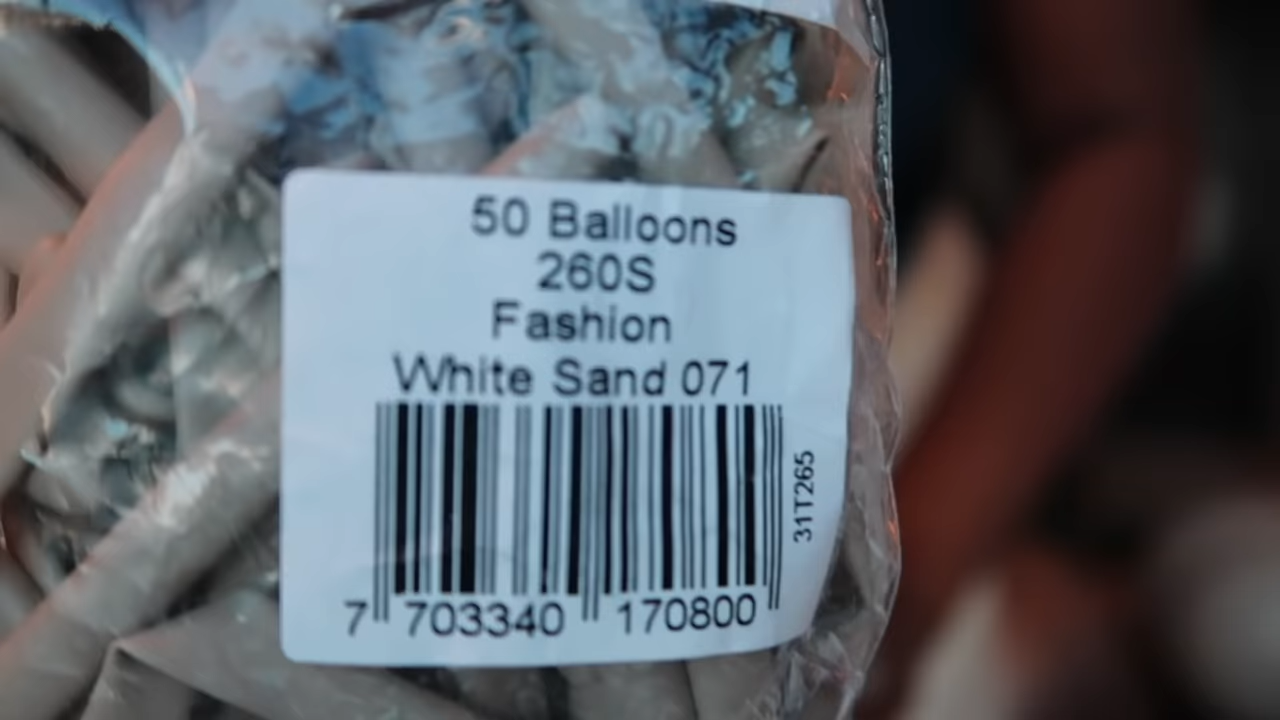 50 Balloons
260S
Fashion
White Sand 071
31T265
7 703340 170800